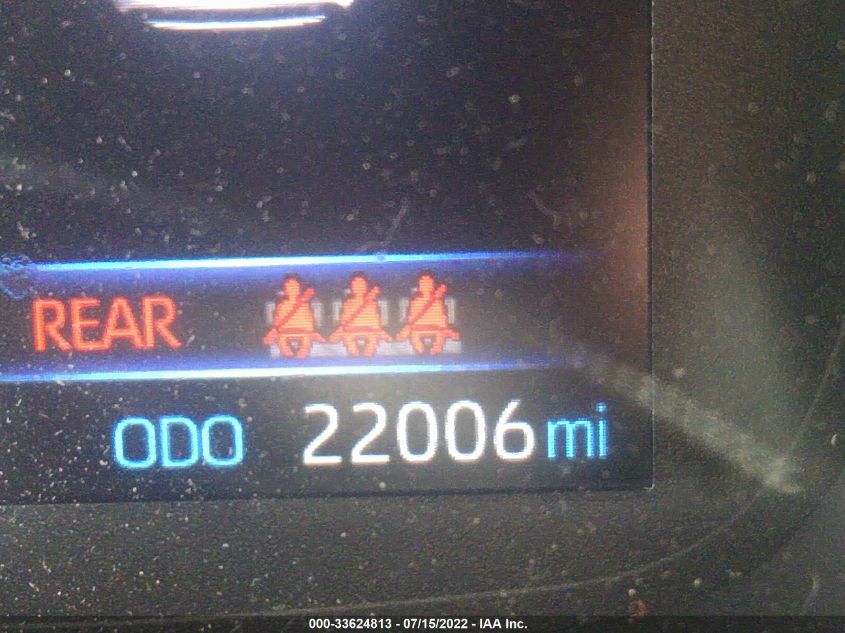 REAR
ODO 22006 mi
000-33624813 - 07/15/2022 - IAA Inc.